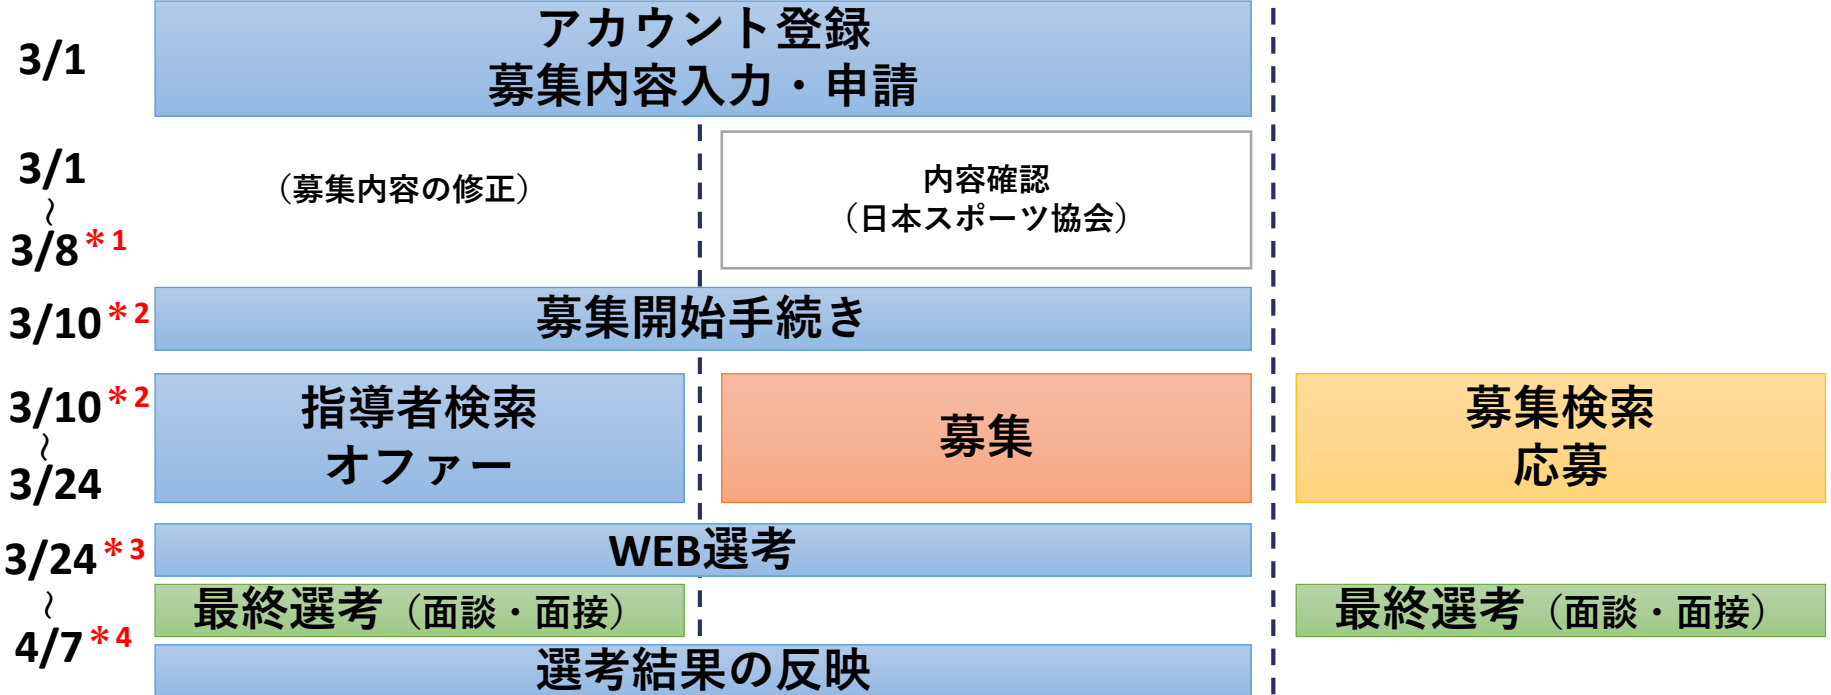 3/1
アカウント登録
募集内容入力・申請
3/1
~
3/8＊1
（募集内容の修正）
内容確認
（日本スポーツ協会）
3/10＊2
募集開始手続き
3/10＊2
~
3/24
指導者検索
オファー
募集
募集検索
応募
3/24＊3
~
4/7＊4
WEB選考
最終選考（面談・面接）
最終選考（面談・面接）
選考結果の反映